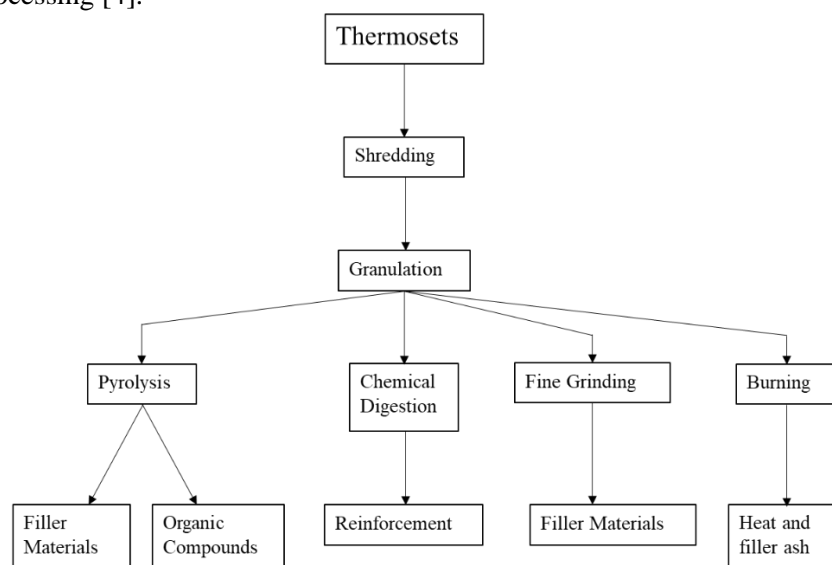 [4].
Thermosets
Shredding
Granulation
Pyrolysis
Chemical
Digestion
Fine Grinding
Burning
Filler
Materials
Organic
Compounds
Reinforcement
Filler Materials
Heat and
filler ash